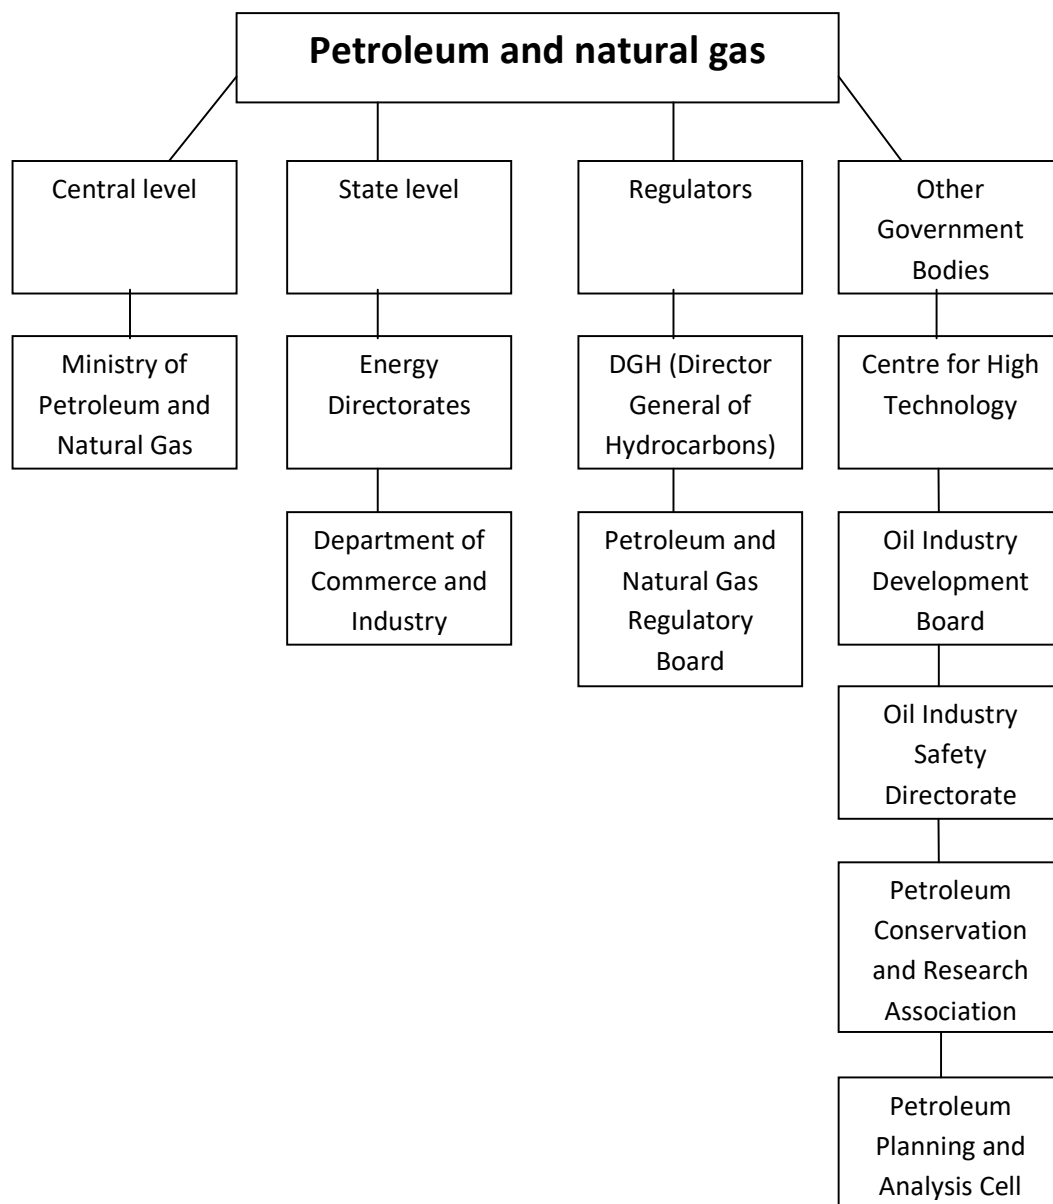 Petroleum and natural gas
Central level
State level
Regulators
Other
Government
Bodies
Ministry of
Petroleum and
Natural Gas
Energy
Directorates
DGH (Director
General of
Hydrocarbons)
Centre for High
Technology
Department of
Commerce and
Industry
Petroleum and
Natural Gas
Regulatory
Board
Oil Industry
Development
Board
Oil Industry
Safety
Directorate
Petroleum
Conservation
and Research
Association
Petroleum
Planning and
Analysis Cell